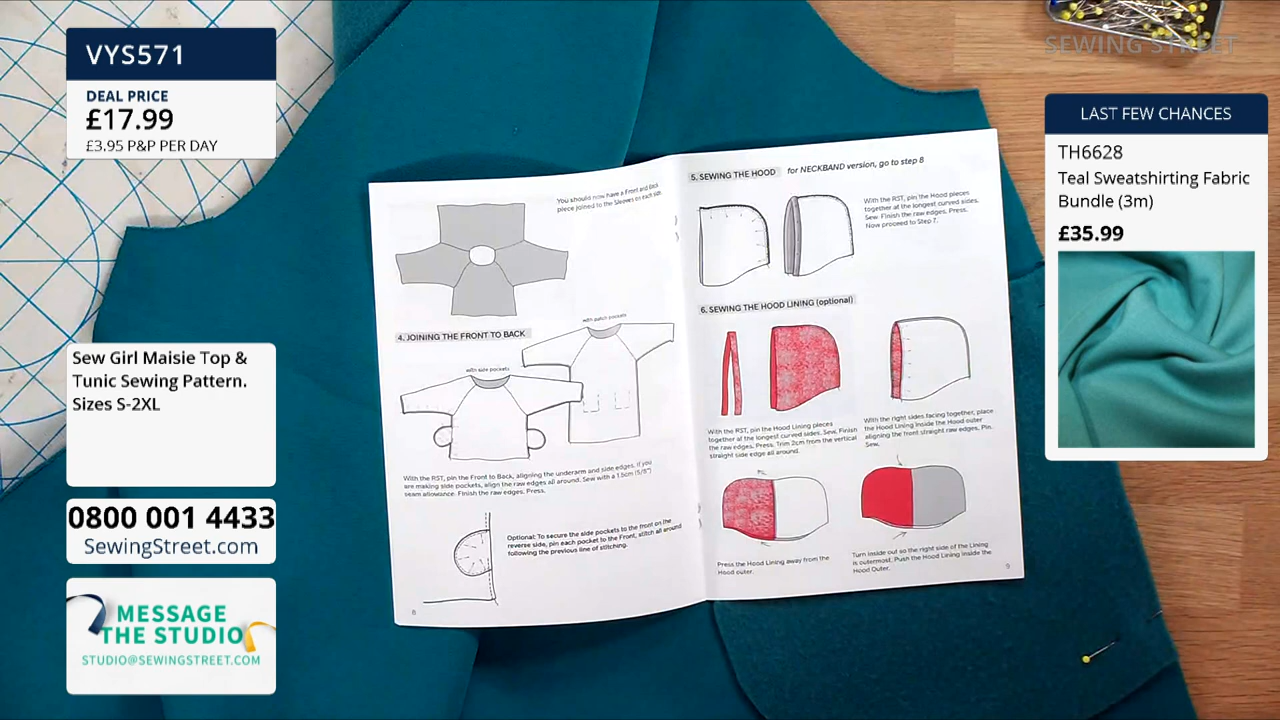 VYS571
DEAL PRICE
£17.99
£3.95 P&P PER DAY
Sew Girl Maisie Top &
Tunic Sewing Pattern.
Sizes S-2XL
0800 001 4433
SewingStreet.com
MESSAGE
THE STUDIO
STUDIO@SEWINGSTREET.COM
You should now have a Front and Back
piece joined to the Sleeves on each side.
4. JOINING THE FRONT TO BACK
with patch pockets
with side pockets
With the RST, pin the Front to Back, aligning the underarm and side edges. If you
are making side pockets, align the raw edges all around. Sew with a 1.5cm (5/8")
seam allowance. Finish the raw edges. Press.
Optional: To secure the side pockets to the front on the
reverse side, pin each pocket to the Front, stitch all around
following the previous line of stitching.
8
5. SEWING THE HOOD for NECKBAND version, go to step 8
With the RST, pin the Hood pieces
together at the longest curved sides.
Sew. Finish the raw edges. Press.
Now proceed to Step 7.
6. SEWING THE HOOD LINING (optional)
With the RST, pin the Hood Lining pieces
together at the longest curved sides. Sew. Finish
the raw edges. Press. Trim 2cm from the vertical
straight side edge all around.
With the right sides facing together, place
the Hood Lining inside the Hood outer
aligning the front straight raw edges. Pin.
Sew.
Press the Hood Lining away from the
Hood outer.
Turn inside out so the right side of the Lining
is outermost. Push the Hood Lining inside the
Hood Outer.
9
SEWING STREET
LAST FEW CHANCES
TH6628
Teal Sweatshirting Fabric
Bundle (3m)
£35.99